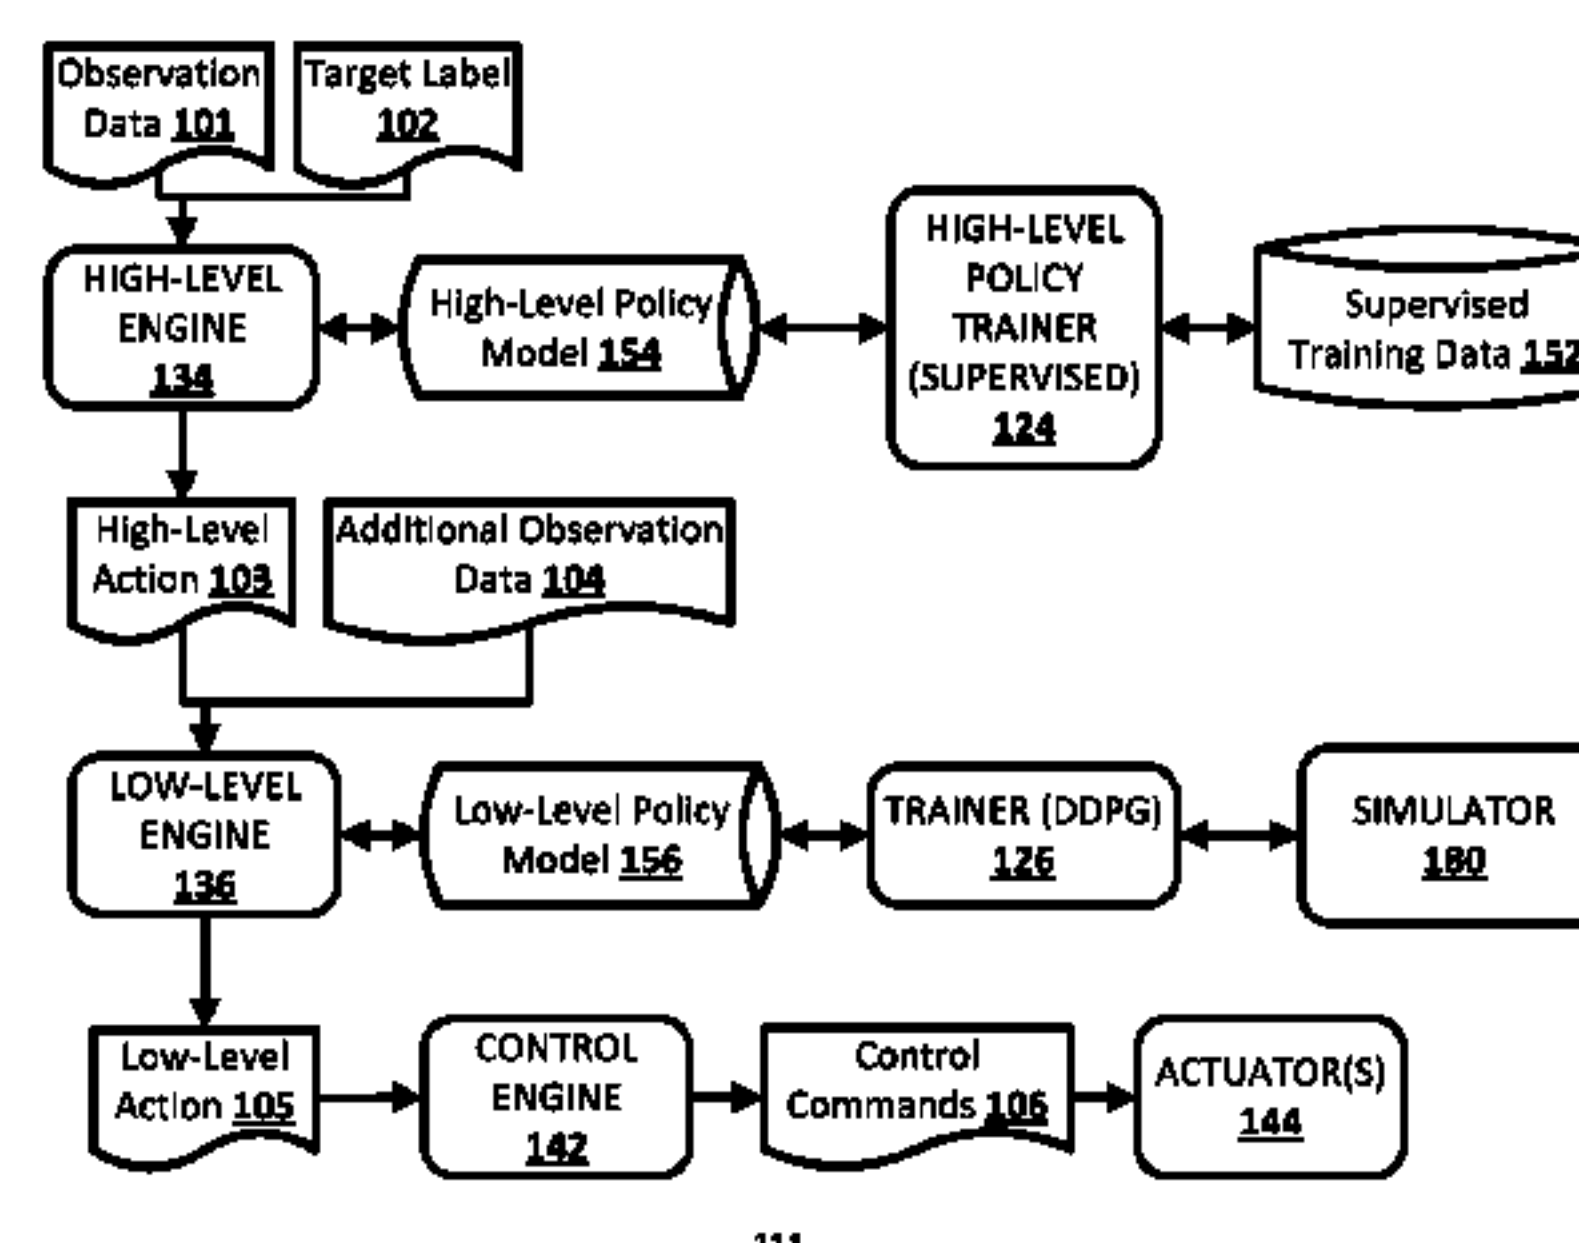 Observation
Data 101
Target Label
102
HIGH-LEVEL
ENGINE
134
High-Level Policy
Model 154
HIGH-LEVEL
POLICY
TRAINER
(SUPERVISED)
124
Supervised
Training Data 152
High-Level
Action 103
Additional Observation
Data 104
LOW-LEVEL
ENGINE
136
Low-Level Policy
Model 156
TRAINER (DDPG)
126
SIMULATOR
180
Low-Level
Action 105
CONTROL
ENGINE
142
Control
Commands 106
ACTUATOR(S)
144